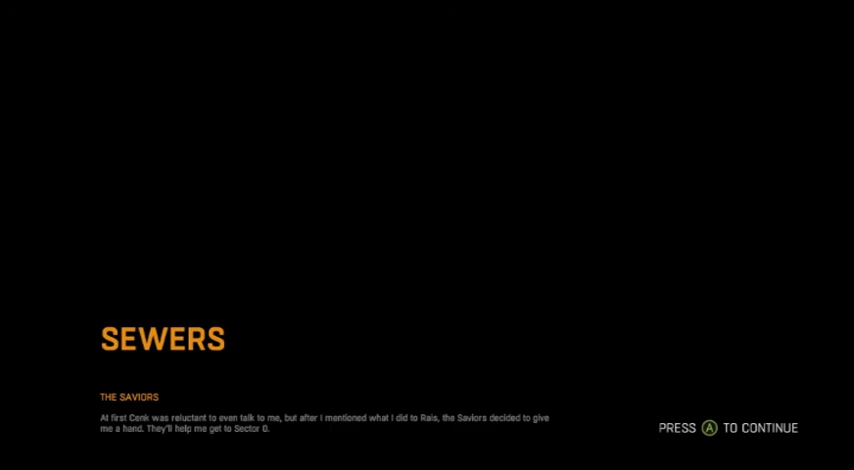 SEWERS
THE SAVIORS
At first Cenk was reluctant to even talk to me, but after I mentioned what I did to Rais, the Saviors decided to give
me a hand. They'll help me get to Sector 0.
PRESS A TO CONTINUE